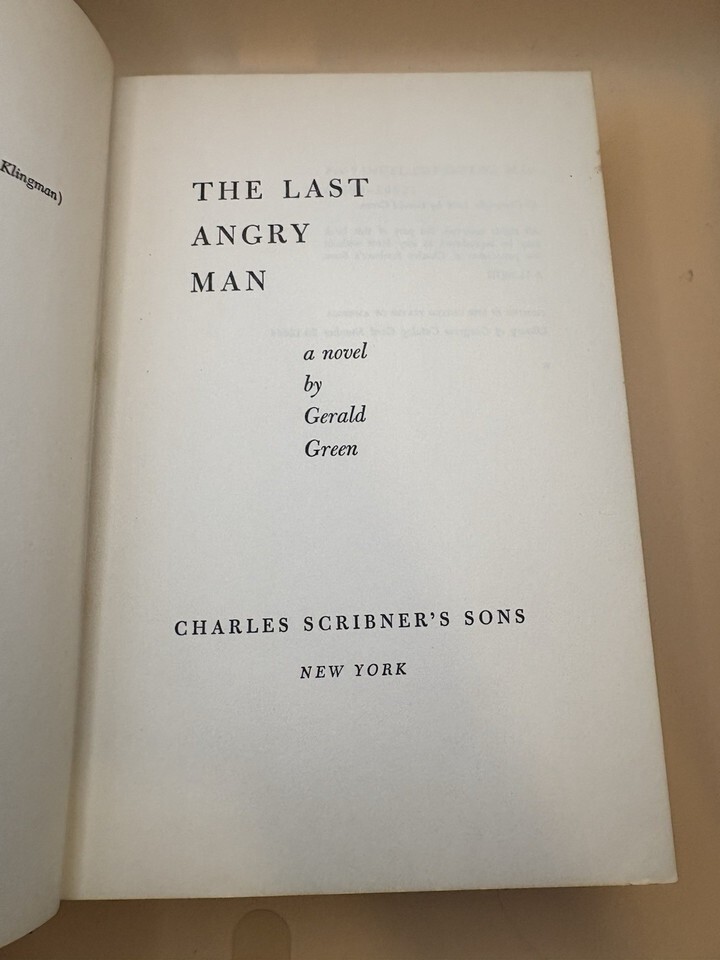 Klingman)
THE LAST
ANGRY
MAN
a novel
by
Gerald
Green
CHARLES SCRIBNER'S SONS
NEW YORK